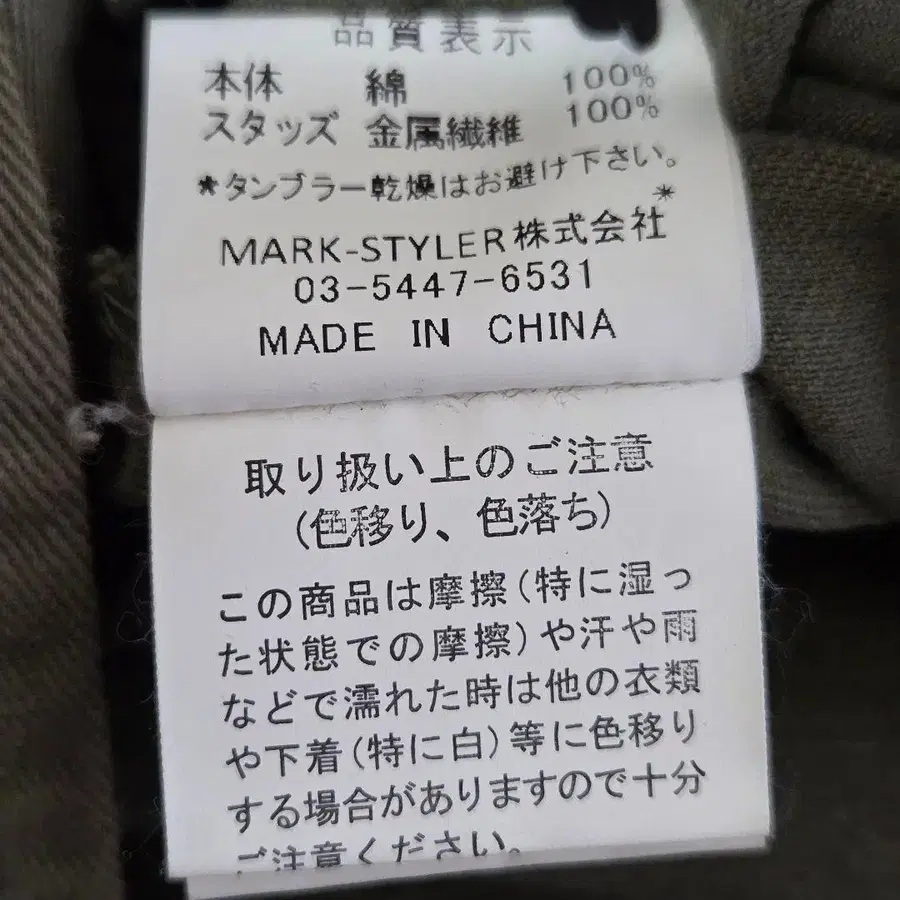 品質表示
本体 綿 100%
スタッズ 金属繊維 100%
*タンブラー乾燥はお避け下さい。*
MARK-STYLER株式会社
03-5447-6531
MADE IN CHINA
取り扱い上のご注意
(色移り、色落ち)
この商品は摩擦(特に湿っ
た状態での摩擦)や汗や雨
などで濡れた時は他の衣類
や下着(特に白)等に色移り
する場合がありますので十分
ご注意ください。